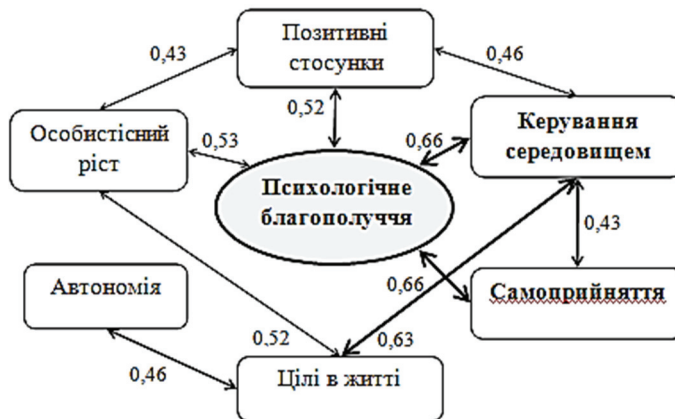 Позитивні
стосунки
0,43
0,46
0,52
Особистісний
ріст
0,53
0,66
Керування
середовищем
Психологічне
благополуччя
0,43
Автономія
0,66
Самоприйняття
0,52
0,63
0,46
Цілі в житті